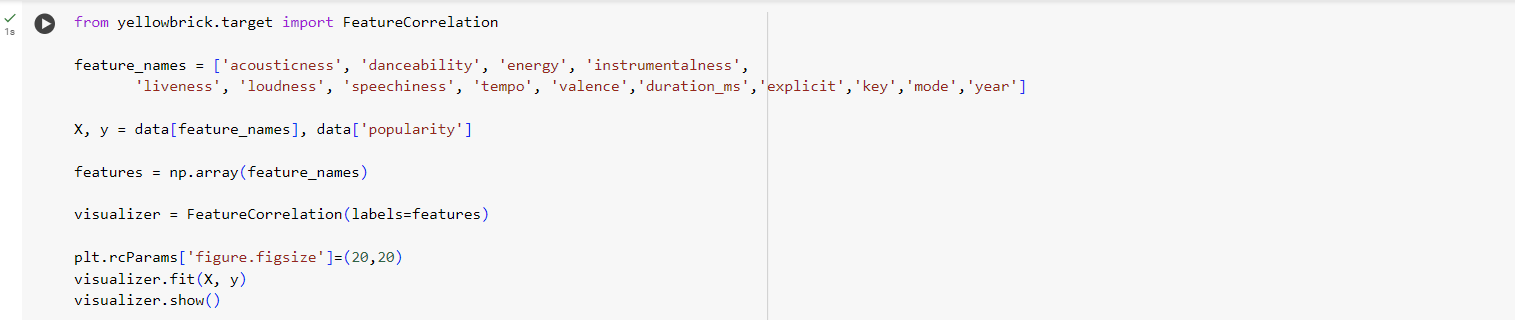 from yellowbrick.target import FeatureCorrelation
feature_names = ['acousticness', 'danceability', 'energy', 'instrumentalness',
'liveness', 'loudness', 'speechiness', 'tempo', 'valence','duration_ms','explicit','key','mode','year']
X, y = data[feature_names], data['popularity']
features = np.array(feature_names)
visualizer = FeatureCorrelation(labels=features)
plt.rcParams['figure.figsize']=(20,20)
visualizer.fit(X, y)
visualizer.show()
1s